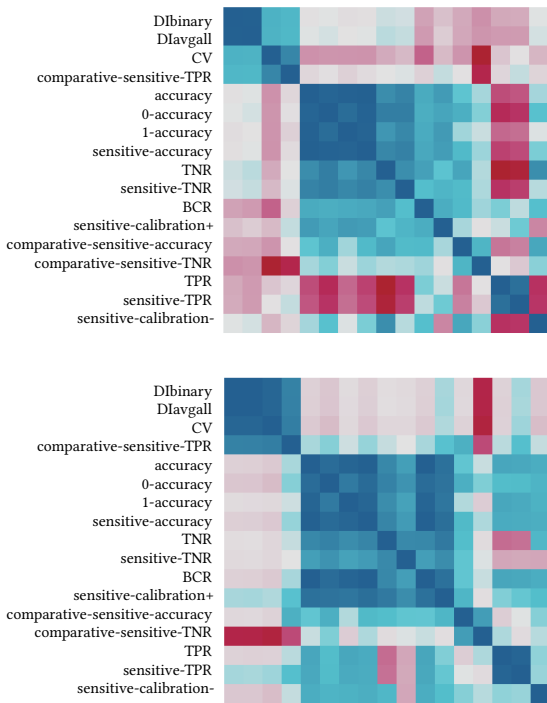 DIbinary
DIavgall
CV
comparative-sensitive-TPR
accuracy
0-accuracy
1-accuracy
sensitive-accuracy
TNR
sensitive-TNR
BCR
sensitive-calibration+
comparative-sensitive-accuracy
comparative-sensitive-TNR
TPR
sensitive-TPR
sensitive-calibration-
DIbinary
DIavgall
CV
comparative-sensitive-TPR
accuracy
0-accuracy
1-accuracy
sensitive-accuracy
TNR
sensitive-TNR
BCR
sensitive-calibration+
comparative-sensitive-accuracy
comparative-sensitive-TNR
TPR
sensitive-TPR
sensitive-calibration-